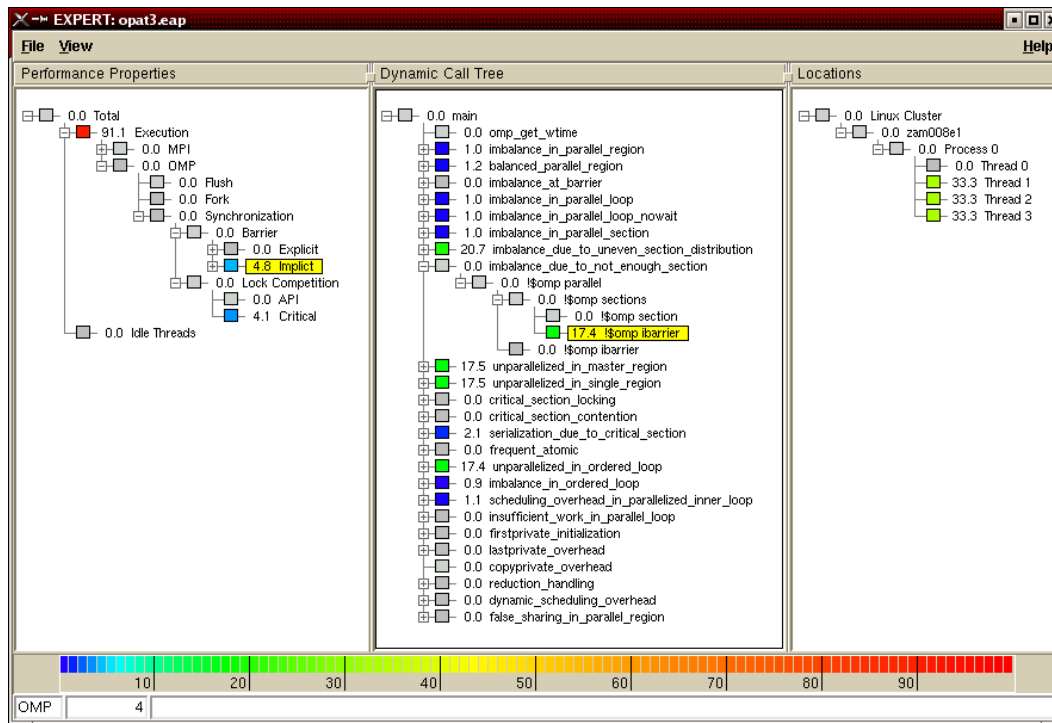 EXPERT: opat3.eap
File View Help
Performance Properties
0.0 Total
91.1 Execution
0.0 MPI
0.0 OMP
0.0 Flush
0.0 Fork
0.0 Synchronization
0.0 Barrier
0.0 Explicit
4.8 Implict
0.0 Lock Competition
0.0 API
4.1 Critical
0.0 Idle Threads
Dynamic Call Tree
0.0 main
0.0 omp_get_wtime
1.0 imbalance_in_parallel_region
1.2 balanced_parallel_region
0.0 imbalance_at_barrier
1.0 imbalance_in_parallel_loop
1.0 imbalance_in_parallel_loop_nowait
1.0 imbalance_in_parallel_section
20.7 imbalance_due_to_uneven_section_distribution
0.0 imbalance_due_to_not_enough_section
0.0 !$omp parallel
0.0 !$omp sections
0.0 !$omp section
17.4 !$omp ibarrier
0.0 !$omp ibarrier
17.5 unparallelized_in_master_region
17.5 unparallelized_in_single_region
0.0 critical_section_locking
0.0 critical_section_contention
2.1 serialization_due_to_critical_section
0.0 frequent_atomic
17.4 unparallelized_in_ordered_loop
0.9 imbalance_in_ordered_loop
1.1 scheduling_overhead_in_parallelized_inner_loop
0.0 insufficient_work_in_parallel_loop
0.0 firstprivate_initialization
0.0 lastprivate_overhead
0.0 copyprivate_overhead
0.0 reduction_handling
0.0 dynamic_scheduling_overhead
0.0 false_sharing_in_parallel_region
Locations
0.0 Linux Cluster
0.0 zam008e1
0.0 Process 0
0.0 Thread 0
33.3 Thread 1
33.3 Thread 2
33.3 Thread 3
10 20 30 40 50 60 70 80 90
OMP 4